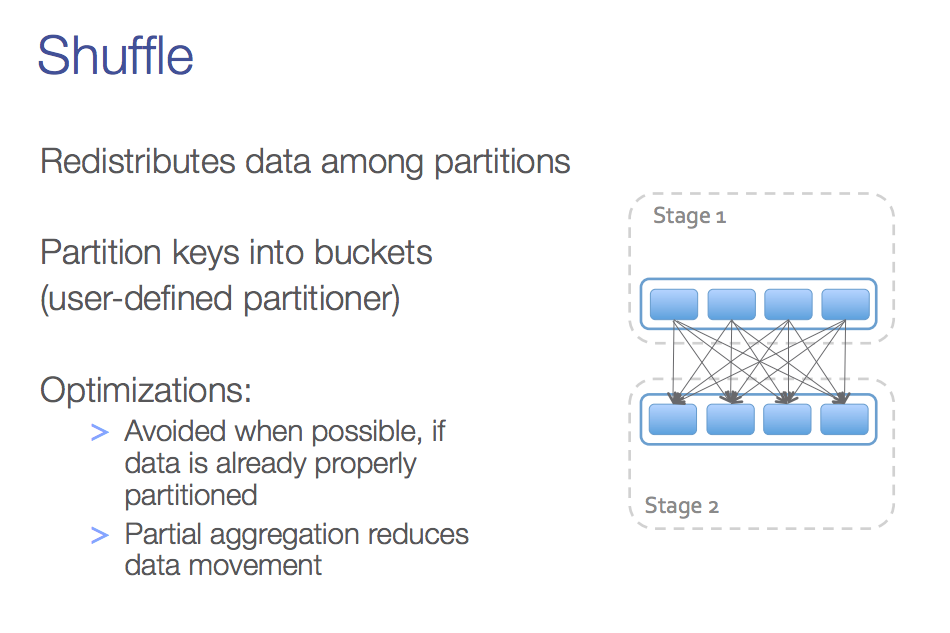 Shuffle
Redistributes data among partitions
Partition keys into buckets
(user-defined partitioner)
Optimizations:
> Avoided when possible, if
data is already properly
partitioned
> Partial aggregation reduces
data movement
Stage 1
Stage 2